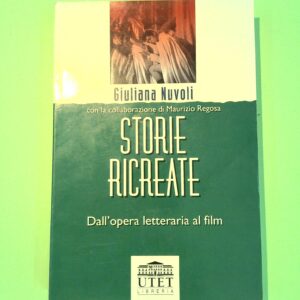 Giuliana Nuvoli
con la collaborazione di Maurizio Regosa
STORIE
RICREATE
Dall'opera letteraria al film
UTET
LIBRERIA